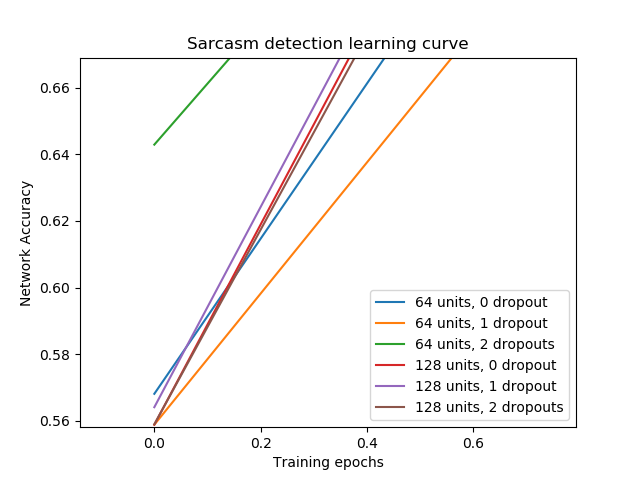 Sarcasm detection learning curve
Network Accuracy
0.66
0.64
0.62
0.60
0.58
0.56
0.0 0.2 0.4 0.6
Training epochs
64 units, 0 dropout
64 units, 1 dropout
64 units, 2 dropouts
128 units, 0 dropout
128 units, 1 dropout
128 units, 2 dropouts